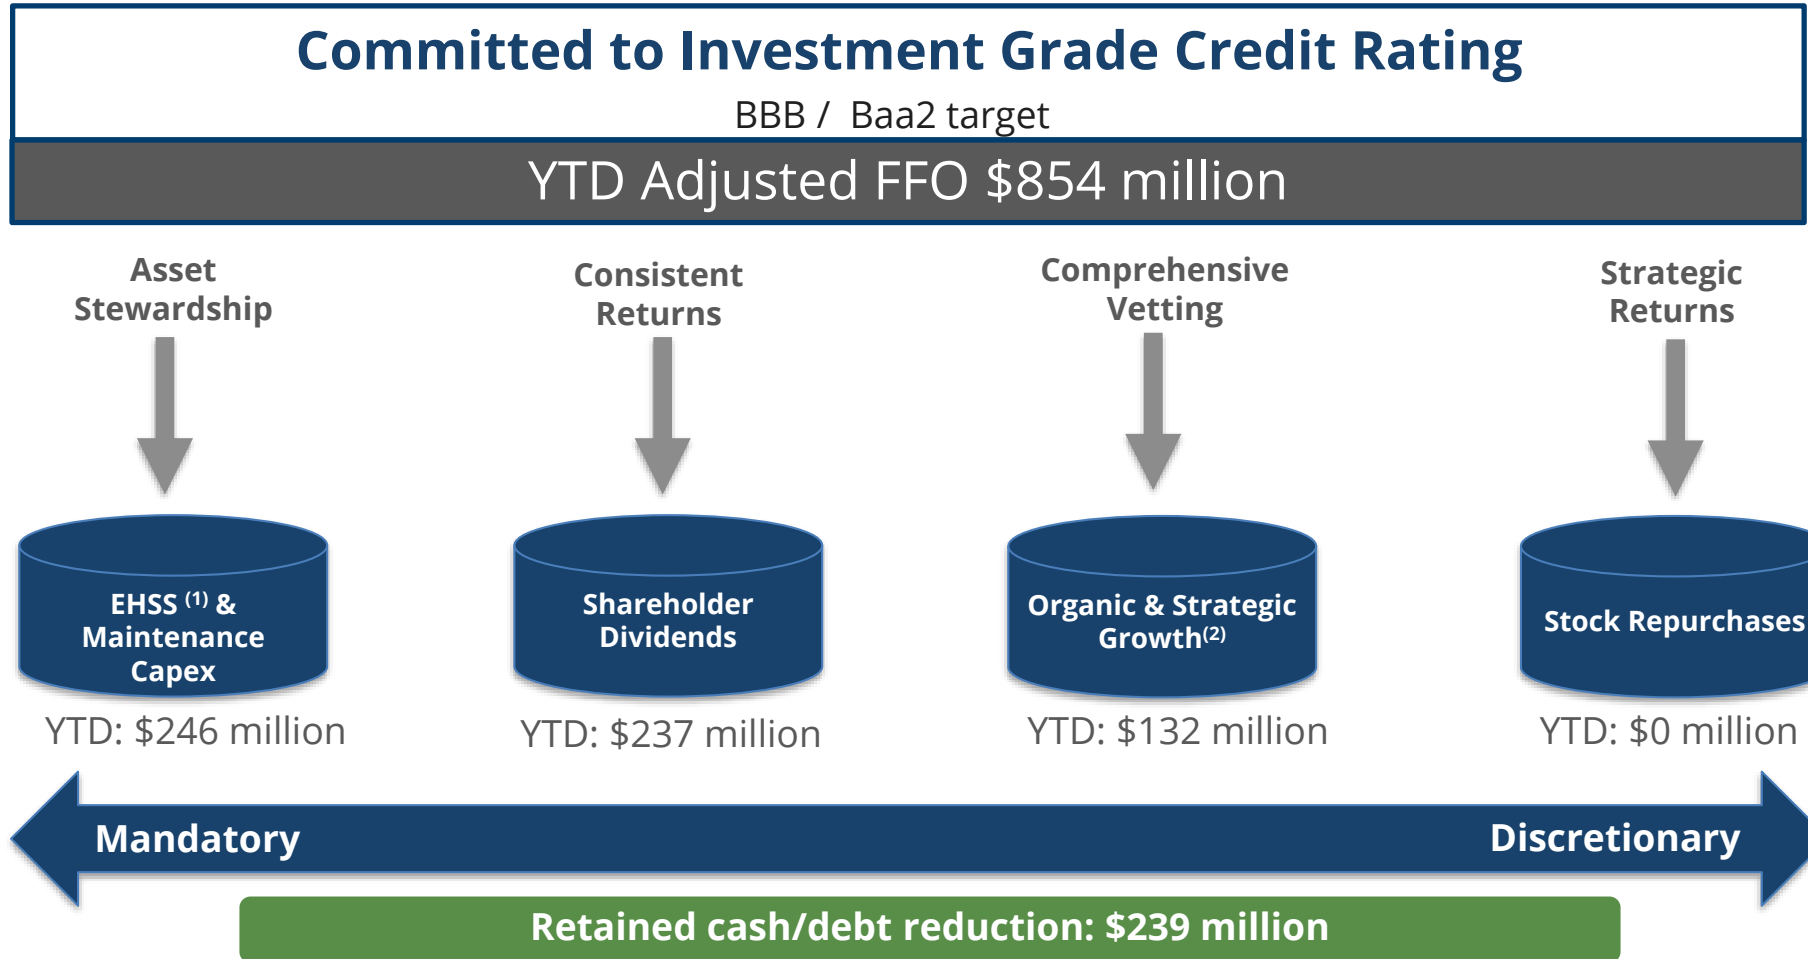 Committed to Investment Grade Credit Rating
BBB / Baa2 target
YTD Adjusted FFO $854 million
Asset
Stewardship
Consistent
Returns
Comprehensive
Vetting
Strategic
Returns
EHSS (1) &
Maintenance
Capex
Shareholder
Dividends
Organic & Strategic
Growth(2)
Stock Repurchases
YTD: $246 million
YTD: $237 million
YTD: $132 million
YTD: $0 million
Mandatory
Discretionary
Retained cash/debt reduction: $239 million